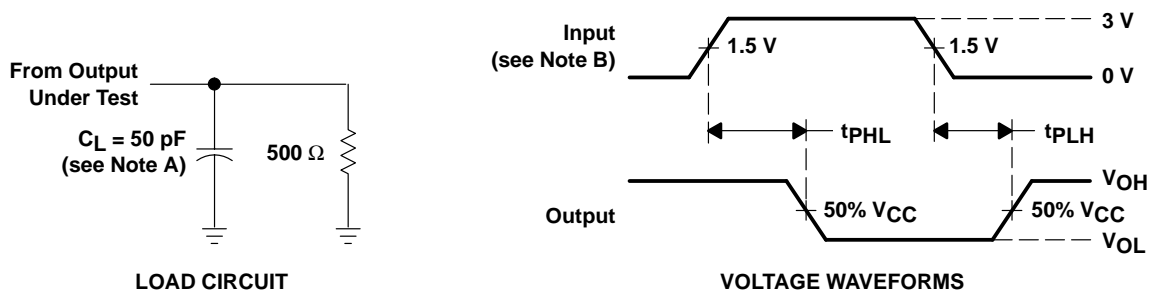 From Output
Under Test
CL = 50 pF
(see Note A)
500 Ω
LOAD CIRCUIT
Input
(see Note B)
1.5 V
1.5 V
3 V
0 V
tPHL
tPLH
Output
50% VCC
50% VCC
VOH
VOL
VOLTAGE WAVEFORMS